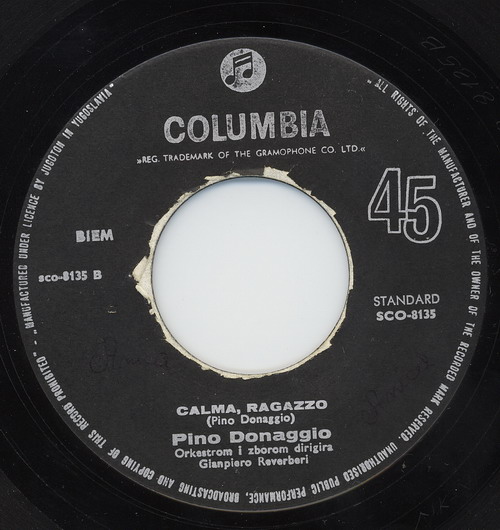 COLUMBIA
»REG. TRADEMARK OF THE GRAMOPHONE CO. LTD.«
45
BIEM
sco-8135 B
STANDARD
SCO-8135
CALMA, RAGAZZO
(Pino Donaggio)
Pino Donaggio
Orkestrom i zborom dirigira
Gianpiero Reverberi
"MANUFACTURED UNDER LICENCE BY JUGOTON IN YUGOSLAVIA"
"ALL RIGHTS OF THE MANUFACTURER AND OF THE OWNER OF THE RECORDED MARK RESERVED. UNAUTHORISED PUBLIC PERFORMANCE, BROADCASTING AND COPYING OF THIS RECORD PROHIBITED"